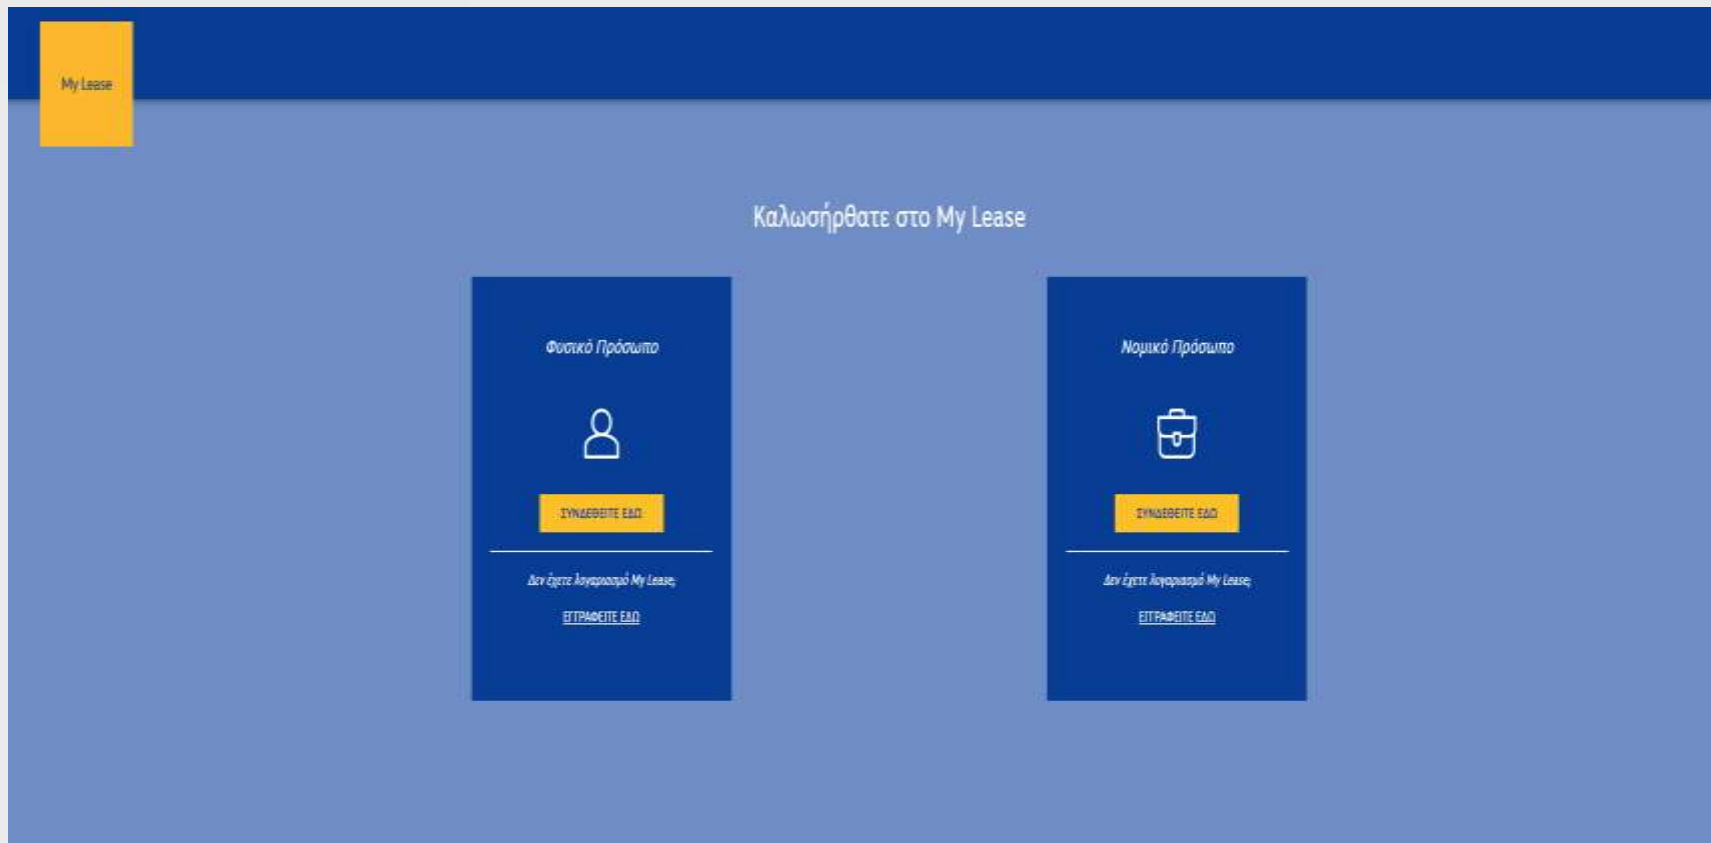 My Lease
Καλωσήρθατε στο My Lease
Φυσικό Πρόσωπο
ΣΥΝΔΕΘΕΙΤΕ ΕΔΩ
Δεν έχετε λογαριασμό My Lease;
ΕΓΓΡΑΦΕΙΤΕ ΕΔΩ
Νομικό Πρόσωπο
ΣΥΝΔΕΘΕΙΤΕ ΕΔΩ
Δεν έχετε λογαριασμό My Lease;
ΕΓΓΡΑΦΕΙΤΕ ΕΔΩ